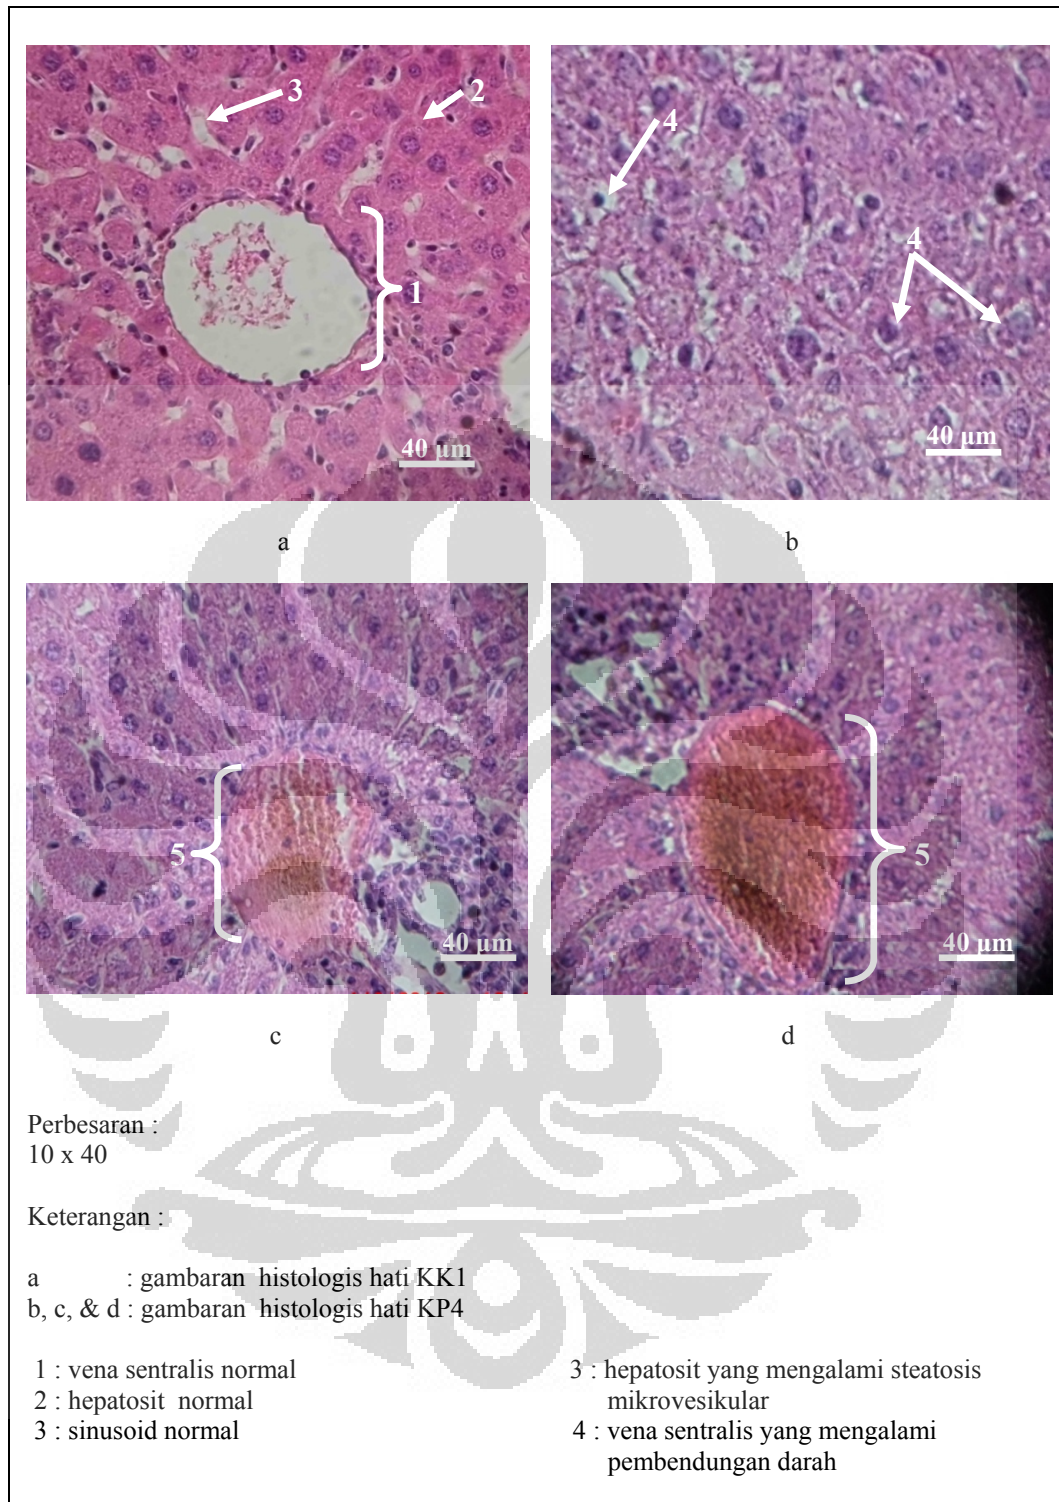 3
2
1
40 µm
4
4
40 µm
a
b
5
40 µm
5
40 µm
c
d
Perbesaran :
10 x 40
Keterangan :
a : gambaran histologis hati KK1
b, c, & d : gambaran histologis hati KP4
1 : vena sentralis normal
2 : hepatosit normal
3 : sinusoid normal
3 : hepatosit yang mengalami steatosis
mikrovesikular
4 : vena sentralis yang mengalami
pembendungan darah